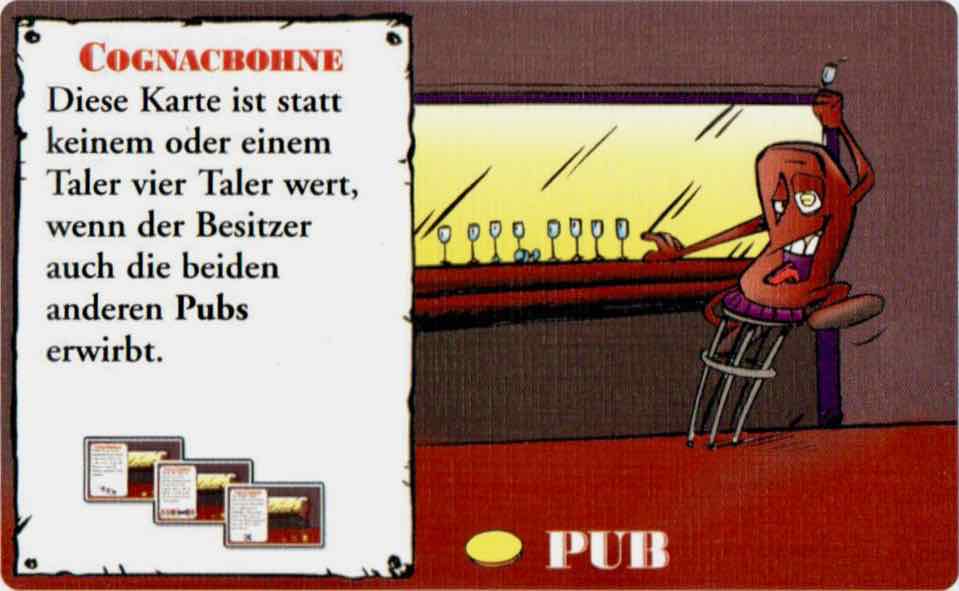 COGNACBOHNE
Diese Karte ist statt
keinem oder einem
Taler vier Taler wert,
wenn der Besitzer
auch die beiden
anderen Pubs
erwirbt.
PUB